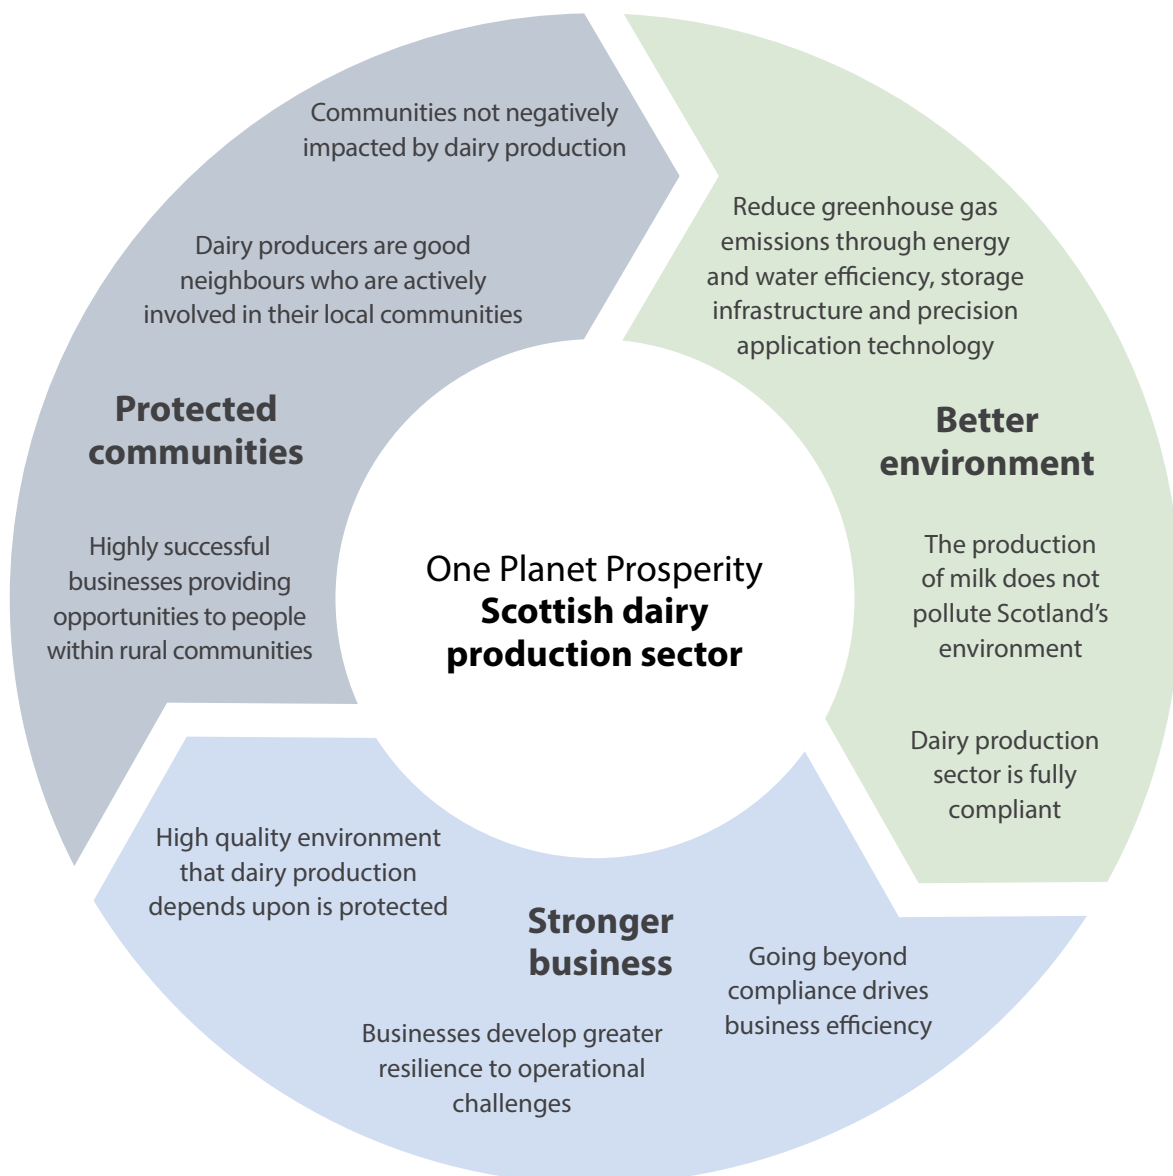 Communities not negatively
impacted by dairy production
Dairy producers are good
neighbours who are actively
involved in their local communities
Protected
communities
Highly successful
businesses providing
opportunities to people
within rural communities
Reduce greenhouse gas
emissions through energy
and water efficiency, storage
infrastructure and precision
application technology
Better
environment
The production
of milk does not
pollute Scotland’s
environment
Dairy production
sector is fully
compliant
One Planet Prosperity
Scottish dairy
production sector
High quality environment
that dairy production
depends upon is protected
Stronger
business
Going beyond
compliance drives
business efficiency
Businesses develop greater
resilience to operational
challenges